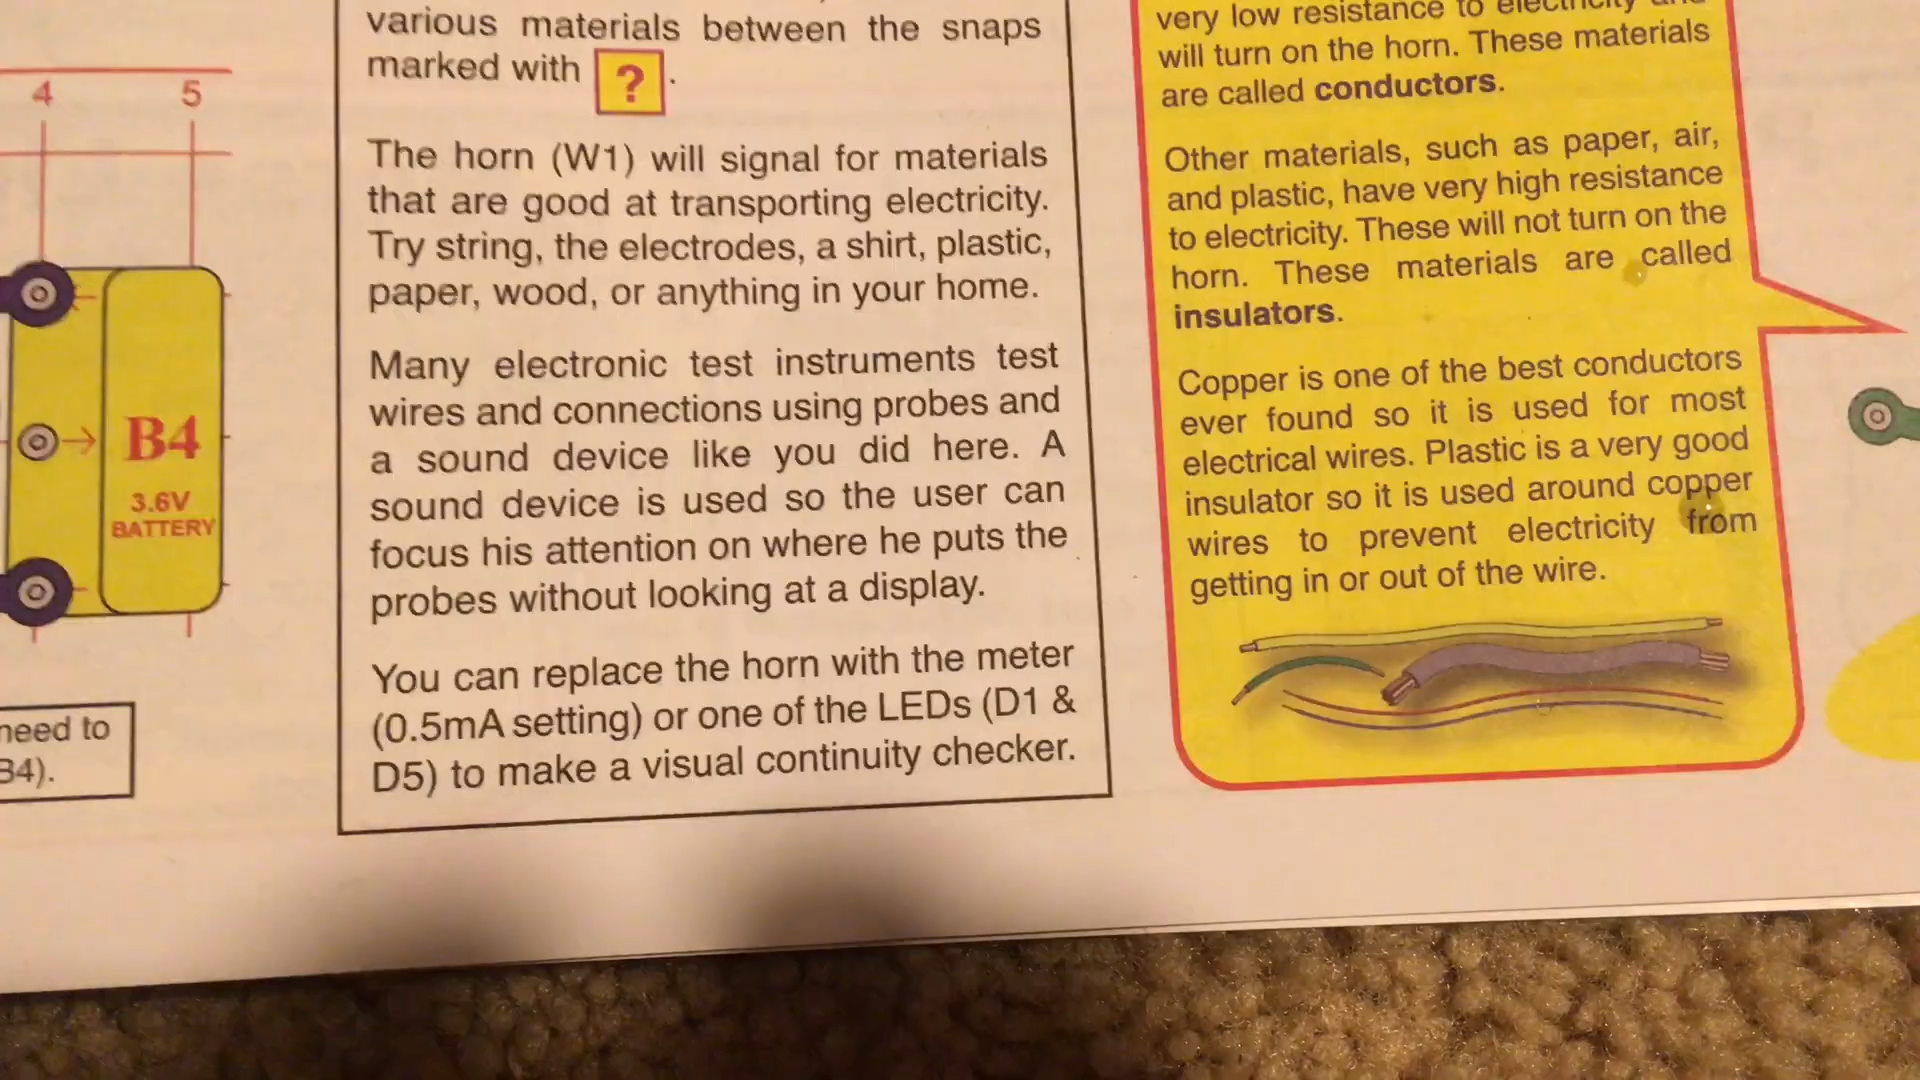 4 5
B4
3.6V
BATTERY
need to
B4).
various materials between the snaps
marked with ? .
The horn (W1) will signal for materials
that are good at transporting electricity.
Try string, the electrodes, a shirt, plastic,
paper, wood, or anything in your home.
Many electronic test instruments test
wires and connections using probes and
a sound device like you did here. A
sound device is used so the user can
focus his attention on where he puts the
probes without looking at a display.
You can replace the horn with the meter
(0.5mA setting) or one of the LEDs (D1 &
D5) to make a visual continuity checker.
very low resistance to electricity and
will turn on the horn. These materials
are called conductors.
Other materials, such as paper, air,
and plastic, have very high resistance
to electricity. These will not turn on the
horn. These materials are called
insulators.
Copper is one of the best conductors
ever found so it is used for most
electrical wires. Plastic is a very good
insulator so it is used around copper
wires to prevent electricity from
getting in or out of the wire.